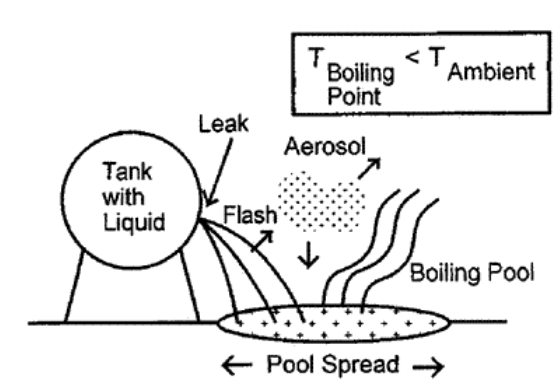 T Boiling Point < T Ambient
Leak
Aerosol
Tank
with
Liquid
Flash
Boiling Pool
← Pool Spread →